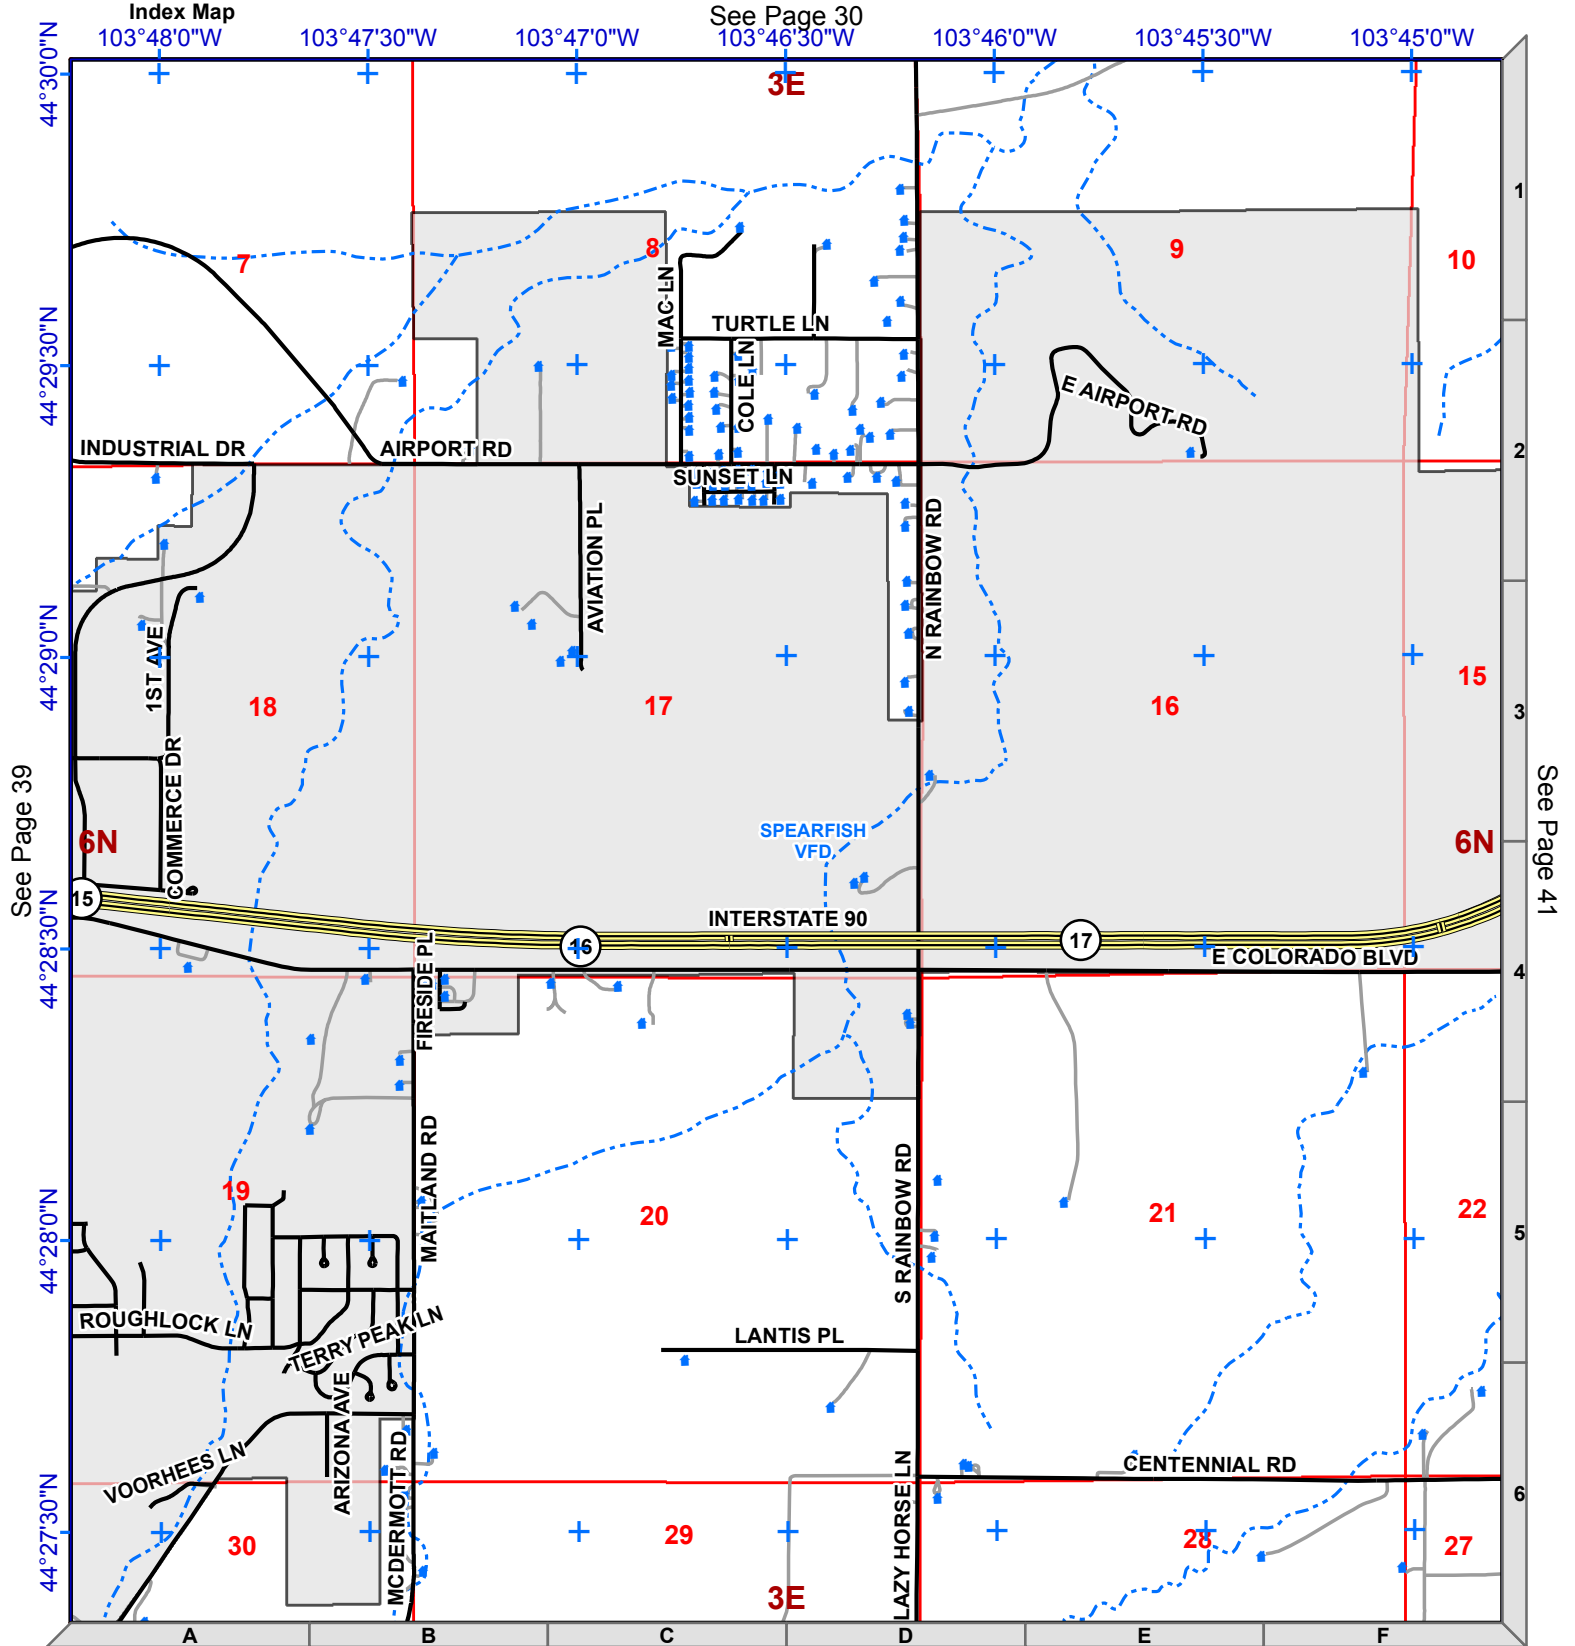 Index Map
See Page 30
103°48'0"W
103°47'30"W
103°47'0"W
103°46'30"W
103°46'0"W
103°45'30"W
103°45'0"W
44°30'0"N
3E
1
7
8
9
10
MAC LN
TURTLE LN
COLE LN
44°29'30"N
E AIRPORT RD
INDUSTRIAL DR
AIRPORT RD
2
SUNSET LN
AVIATION PL
N RAINBOW RD
44°29'0"N
1ST AVE
18
17
16
15
3
COMMERCE DR
See Page 39
See Page 41
6N
SPEARFISH
VFD
6N
15
INTERSTATE 90
16
17
44°28'30"N
FIRESIDE PL
E COLORADO BLVD
4
MAITLAND RD
S RAINBOW RD
19
20
21
22
44°28'0"N
5
ROUGHLOCK LN
TERRY PEAK LN
LANTIS PL
ARIZONA AVE
VOORHEES LN
MCDERMOTT RD
LAZY HORSE LN
CENTENNIAL RD
6
44°27'30"N
30
29
28
27
3E
A
B
C
D
E
F